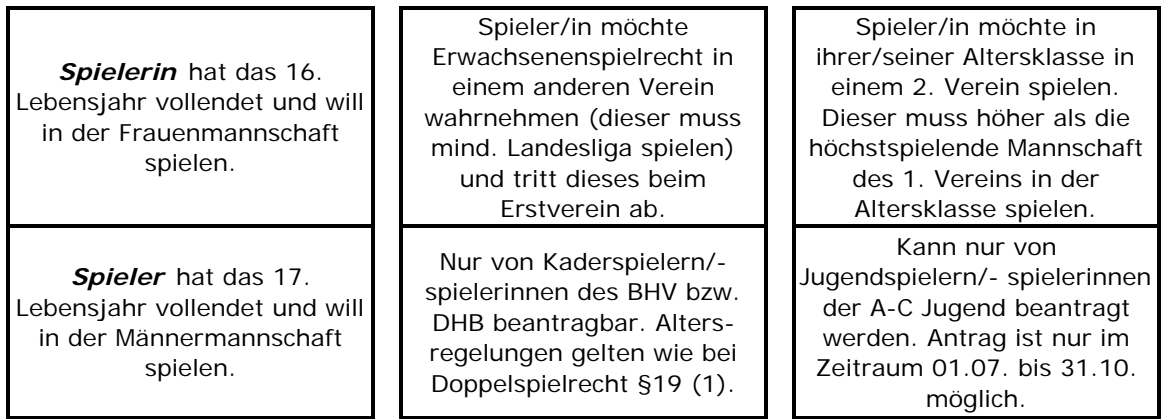 Spielerin hat das 16.
Lebensjahr vollendet und will
in der Frauenmannschaft
spielen.
Spieler hat das 17.
Lebensjahr vollendet und will
in der Männermannschaft
spielen.
Spieler/in möchte
Erwachsenenspielrecht in
einem anderen Verein
wahrnehmen (dieser muss
mind. Landesliga spielen)
und tritt dieses beim
Erstverein ab.
Nur von Kaderspielern/-
spielerinnen des BHV bzw.
DHB beantragbar. Alters-
regelungen gelten wie bei
Doppelspielrecht §19 (1).
Spieler/in möchte in
ihrer/seiner Altersklasse in
einem 2. Verein spielen.
Dieser muss höher als die
höchstspielende Mannschaft
des 1. Vereins in der
Altersklasse spielen.
Kann nur von
Jugendspielern/- spielerinnen
der A-C Jugend beantragt
werden. Antrag ist nur im
Zeitraum 01.07. bis 31.10.
möglich.